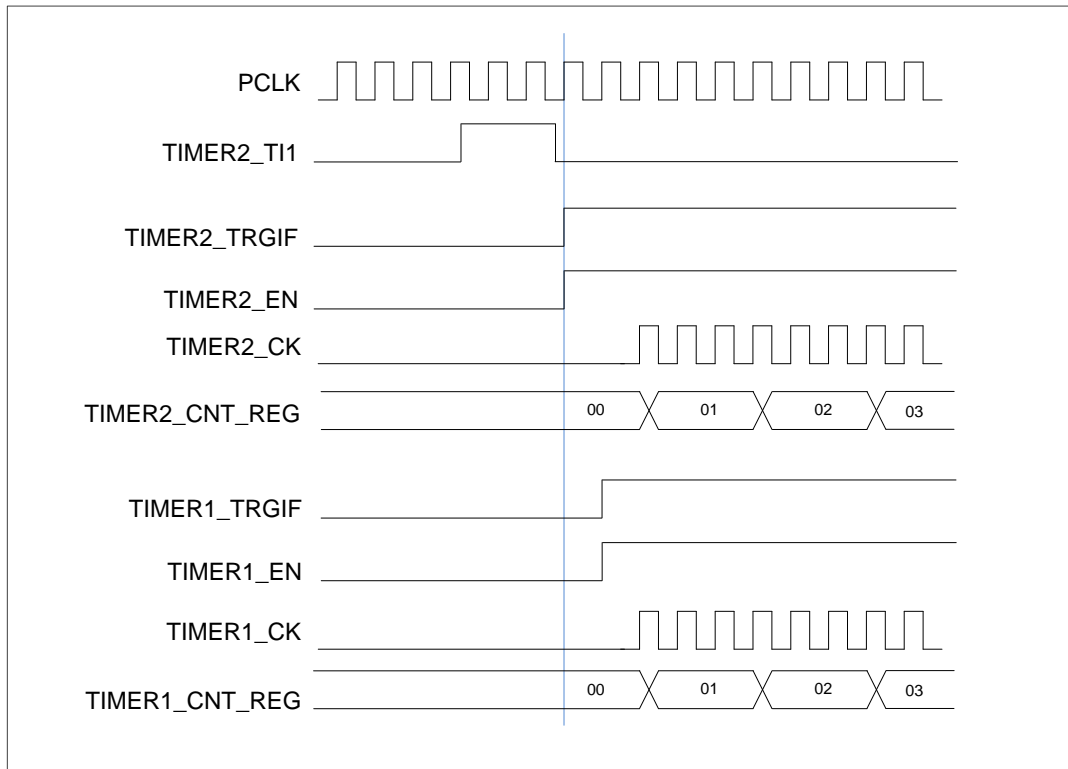 PCLK
TIMER2_TI1
TIMER2_TRGIF
TIMER2_EN
TIMER2_CK
TIMER2_CNT_REG 00 01 02 03
TIMER1_TRGIF
TIMER1_EN
TIMER1_CK
TIMER1_CNT_REG 00 01 02 03